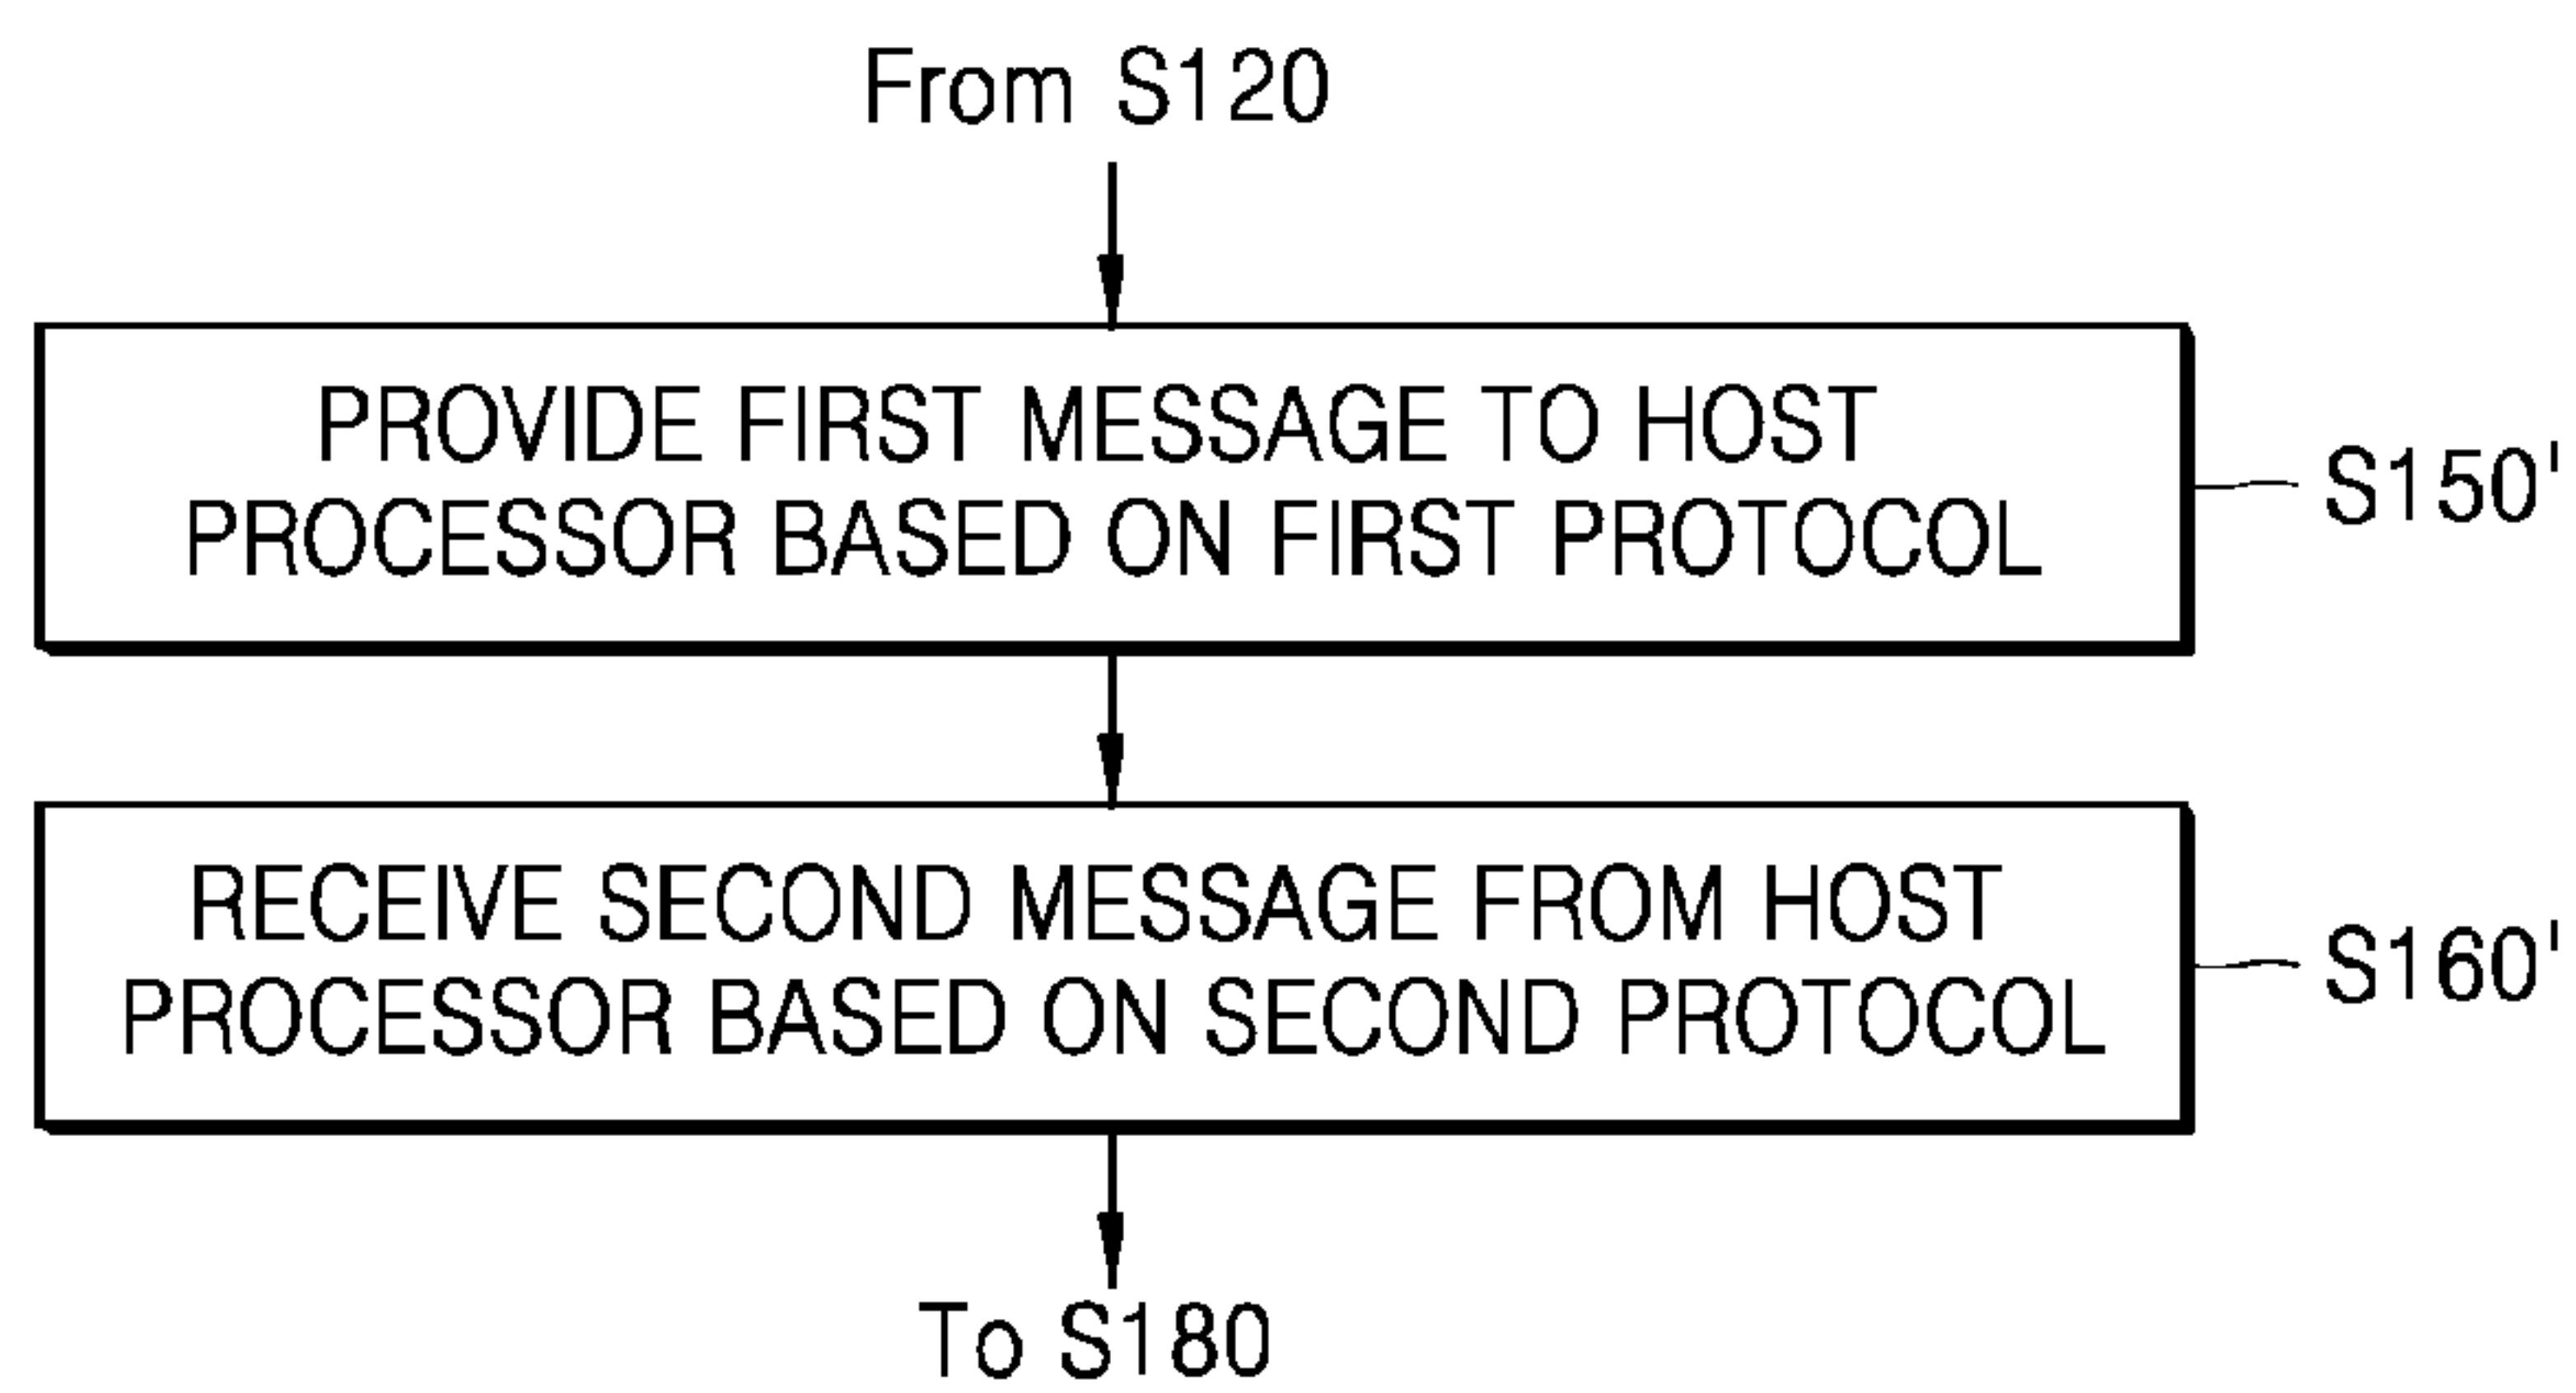 From S120
PROVIDE FIRST MESSAGE TO HOST
PROCESSOR BASED ON FIRST PROTOCOL
S150'
RECEIVE SECOND MESSAGE FROM HOST
PROCESSOR BASED ON SECOND PROTOCOL
S160'
To S180